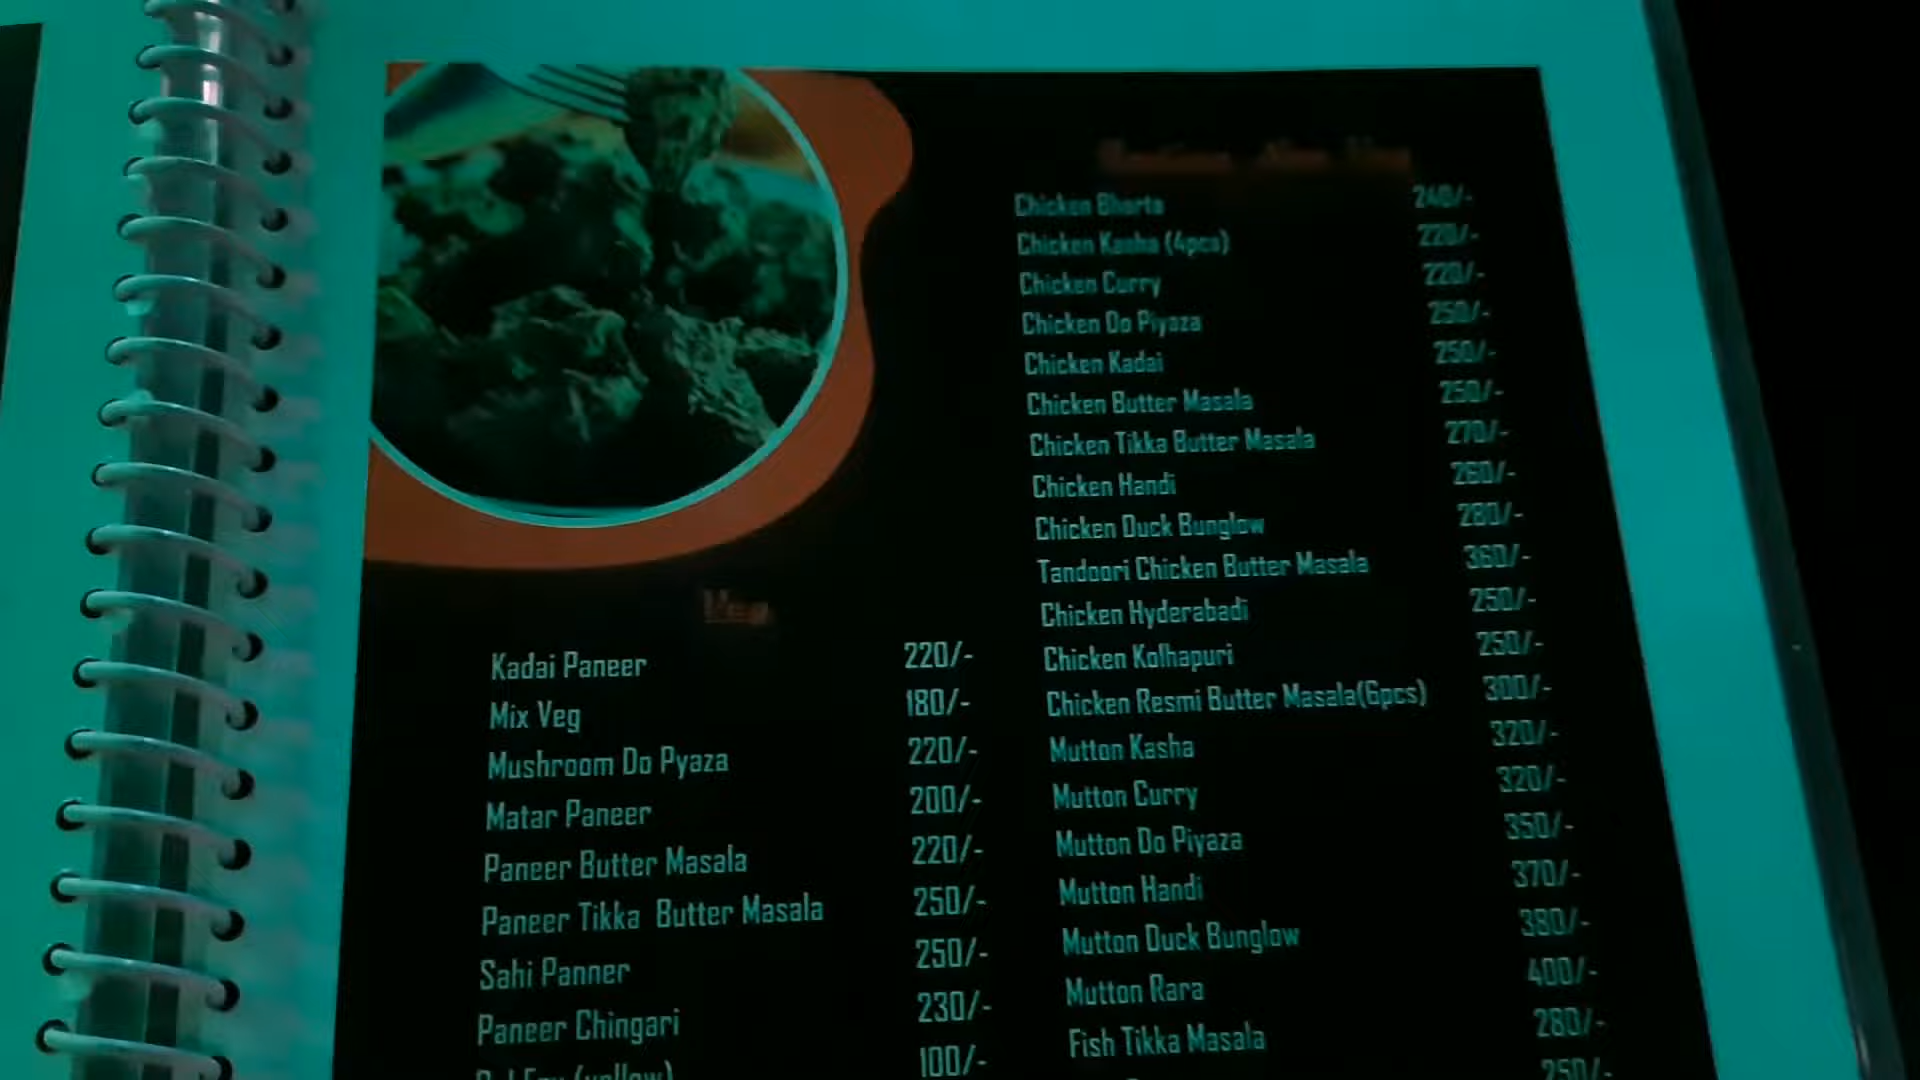 Veg
Kadai Paneer 220/-
Mix Veg 180/-
Mushroom Do Pyaza 220/-
Matar Paneer 200/-
Paneer Butter Masala 220/-
Paneer Tikka Butter Masala 250/-
Sahi Panner 250/-
Paneer Chingari 230/-
(yellow) 100/-
Chicken Bharta 240/-
Chicken Kasha (4pcs) 220/-
Chicken Curry 220/-
Chicken Do Piyaza 250/-
Chicken Kadai 250/-
Chicken Butter Masala 250/-
Chicken Tikka Butter Masala 270/-
Chicken Handi 260/-
Chicken Duck Bunglow 280/-
Tandoori Chicken Butter Masala 360/-
Chicken Hyderabadi 250/-
Chicken Kolhapuri 250/-
Chicken Resmi Butter Masala(6pcs) 300/-
Mutton Kasha 320/-
Mutton Curry 320/-
Mutton Do Piyaza 350/-
Mutton Handi 370/-
Mutton Duck Bunglow 380/-
Mutton Rara 400/-
Fish Tikka Masala 280/-
250/-